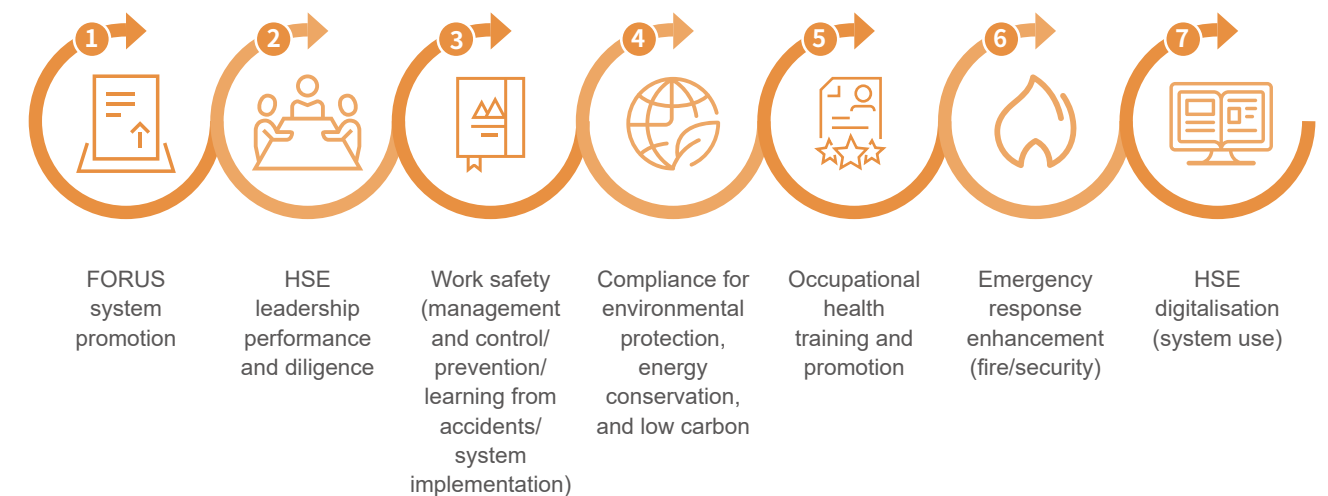 1
FORUS
system
promotion
2
HSE
leadership
performance
and diligence
3
Work safety
(management
and control/
prevention/
learning from
accidents/
system
implementation)
4
Compliance for
environmental
protection,
energy
conservation,
and low carbon
5
Occupational
health
training and
promotion
6
Emergency
response
enhancement
(fire/security)
7
HSE
digitalisation
(system use)